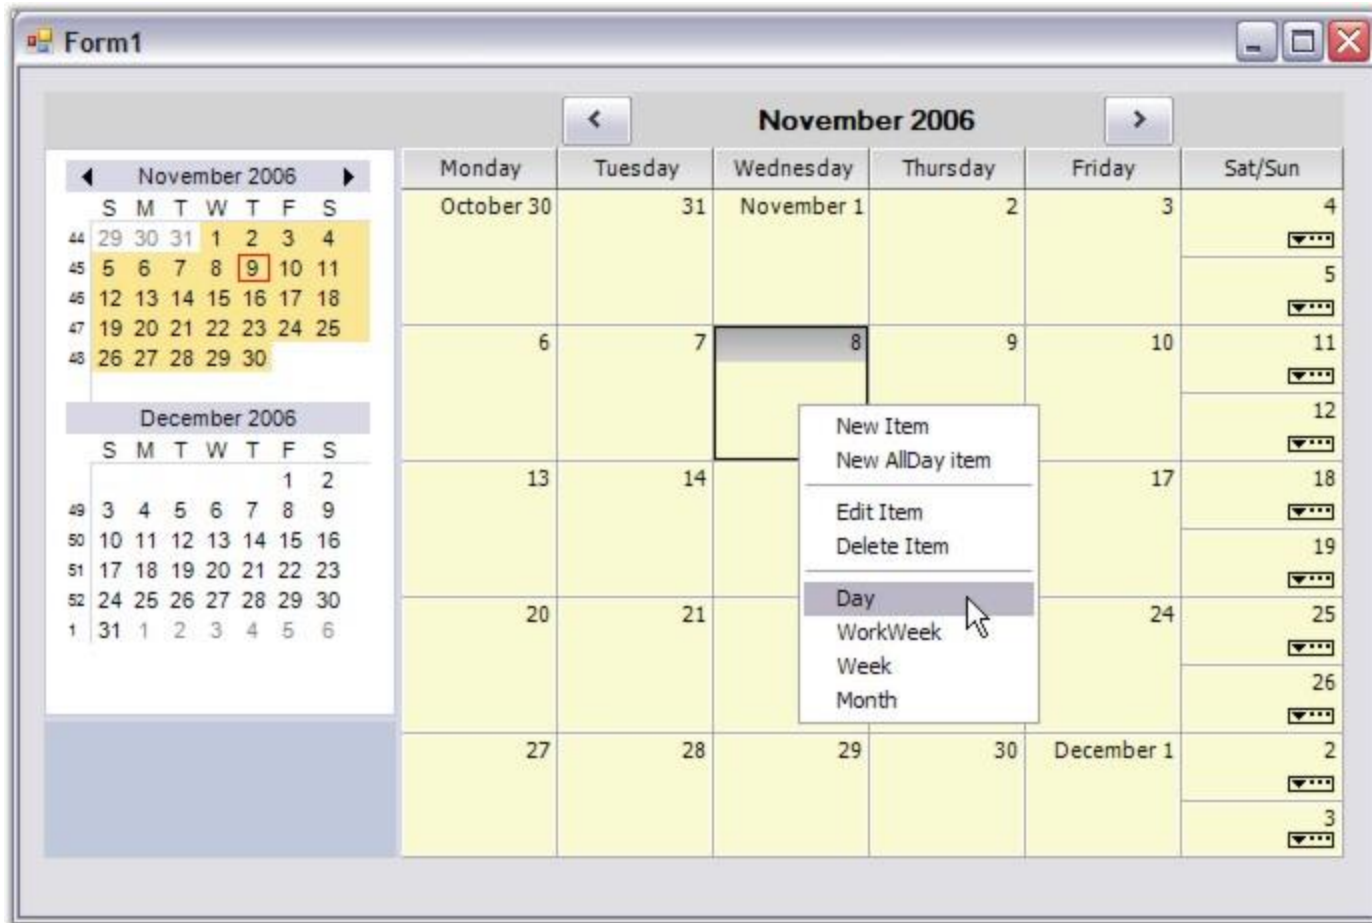 Form1
November 2006
November 2006
S M T W T F S
44 29 30 31 1 2 3 4
45 5 6 7 8 9 10 11
46 12 13 14 15 16 17 18
47 19 20 21 22 23 24 25
48 26 27 28 29 30
December 2006
S M T W T F S
1 2
49 3 4 5 6 7 8 9
50 10 11 12 13 14 15 16
51 17 18 19 20 21 22 23
52 24 25 26 27 28 29 30
1 31 1 2 3 4 5 6
Monday Tuesday Wednesday Thursday Friday Sat/Sun
October 30 31 November 1 2 3 4
5
6 7 8 9 10 11
12
13 14 17 18
19
20 21 24 25
26
27 28 29 30 December 1 2
3
New Item
New AllDay item
Edit Item
Delete Item
Day
WorkWeek
Week
Month